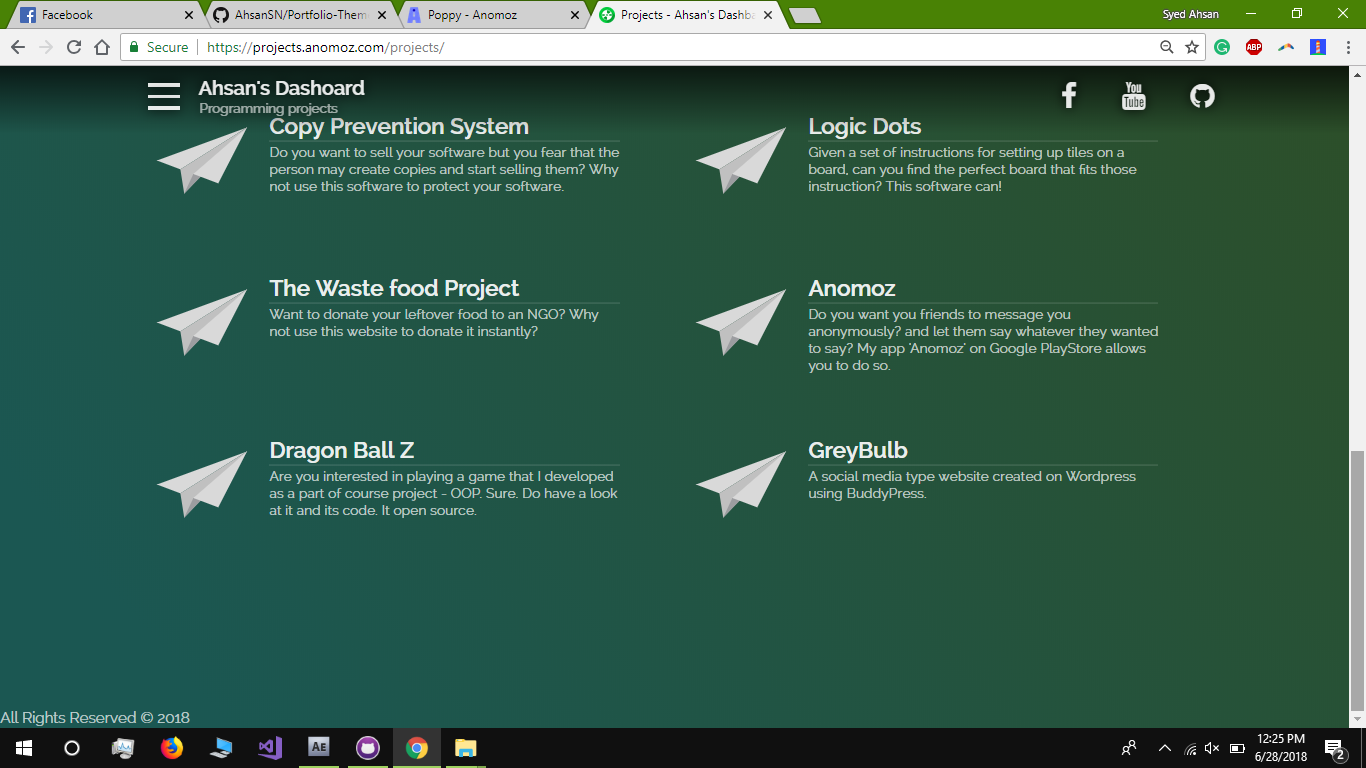 Facebook
AhsanSN/Portfolio-Them
Poppy - Anomoz
Projects - Ahsan's Dashba
Syed Ahsan
Secure
https://projects.anomoz.com/projects/
ABP
Ahsan's Dashoard
Programming projects
You
Tube
Copy Prevention System
Do you want to sell your software but you fear that the
person may create copies and start selling them? Why
not use this software to protect your software.
Logic Dots
Given a set of instructions for setting up tiles on a
board, can you find the perfect board that fits those
instruction? This software can!
The Waste food Project
Want to donate your leftover food to an NGO? Why
not use this website to donate it instantly?
Anomoz
Do you want you friends to message you
anonymously? and let them say whatever they wanted
to say? My app 'Anomoz' on Google PlayStore allows
you to do so.
Dragon Ball Z
Are you interested in playing a game that I developed
as a part of course project - OOP. Sure. Do have a look
at it and its code. It open source.
GreyBulb
A social media type website created on Wordpress
using BuddyPress.
All Rights Reserved © 2018
Ae
12:25 PM
6/28/2018
2